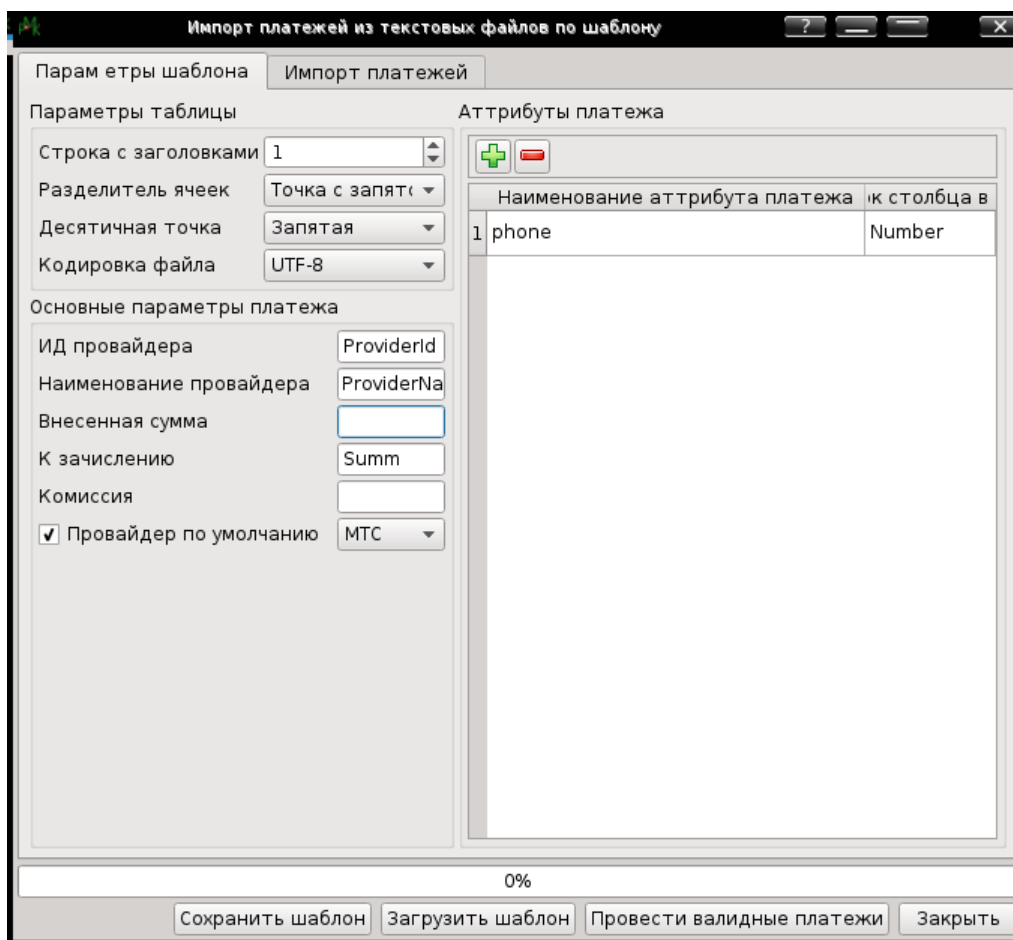 Импорт платежей из текстовых файлов по шаблону
?
Параметры шаблона
Импорт платежей
Параметры таблицы
Строка с заголовками 1
Разделитель ячеек Точка с запят
Десятичная точка Запятая
Кодировка файла UTF-8
Основные параметры платежа
ИД провайдера ProviderId
Наименование провайдера ProviderNa
Внесенная сумма
К зачислению Summ
Комиссия
Провайдер по умолчанию МТС
Аттрибуты платежа
Наименование аттрибута платежа ок столбца в
1 phone Number
0%
Сохранить шаблон Загрузить шаблон Провести валидные платежи Закрыть